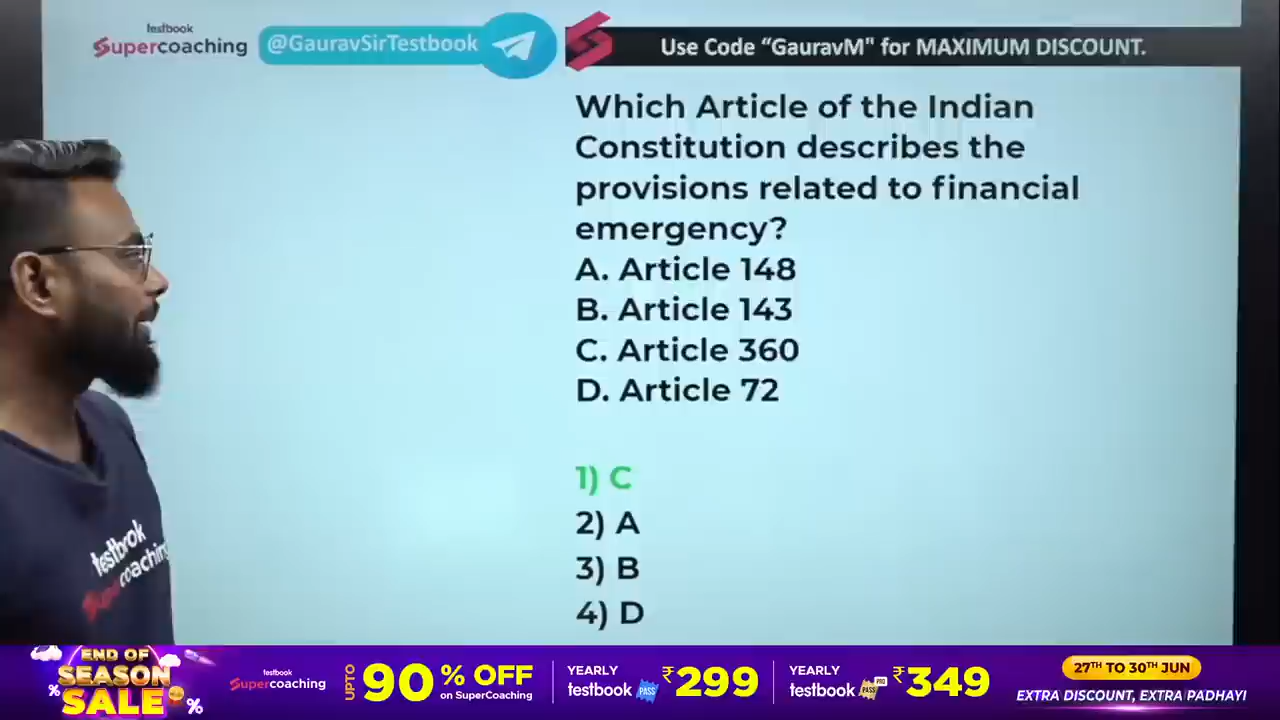 testbook
Supercoaching
@GauravSirTestbook
Use Code “GauravM" for MAXIMUM DISCOUNT.
Which Article of the Indian
Constitution describes the
provisions related to financial
emergency?
A. Article 148
B. Article 143
C. Article 360
D. Article 72
1) C
2) A
3) B
4) D
testbook
Supercoaching
END OF
SEASON
SALE
%
%
testbook
Supercoaching
UPTO
90% OFF
on SuperCoaching
YEARLY
testbook PASS
₹299
YEARLY
testbook PASS PRO
₹349
27TH TO 30TH JUN
EXTRA DISCOUNT, EXTRA PADHAYI